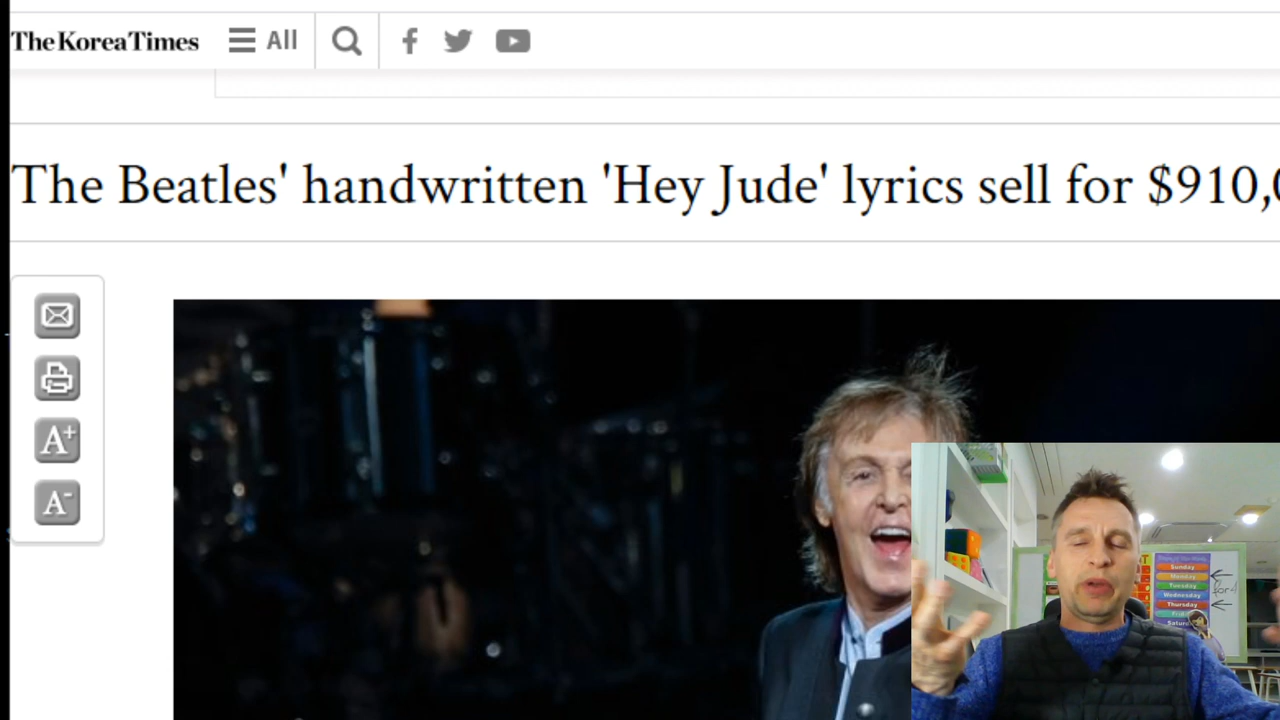 The Korea Times
All
The Beatles' handwritten 'Hey Jude' lyrics sell for $910,
A+
A-
Sunday
Monday
Tuesday
Wednesday
Thursday